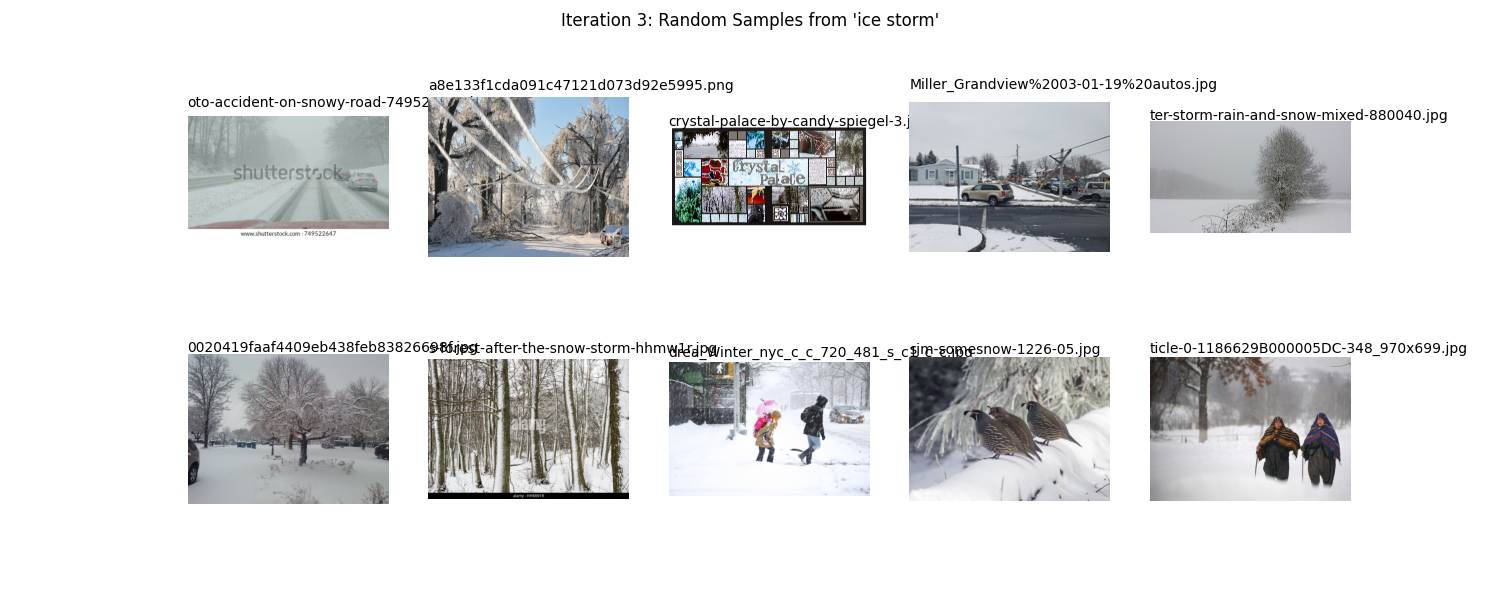 Iteration 3: Random Samples from 'ice storm'
oto-accident-on-snowy-road-74952
a8e133f1cda091c47121d073d92e5995.png
crystal-palace-by-candy-spiegel-3.j
Miller_Grandview%2003-01-19%20autos.jpg
ter-storm-rain-and-snow-mixed-880040.jpg
shutterstock
Crystal
Palace
www.shutterstock.com · 749522647
0020419faaf4409eb438feb83826698f.jpg
s-forest-after-the-snow-storm-hhmw1r.jpg
drea_Winter_nyc_c_c_720_481_s_c1_c_c.jpg
sjm-somesnow-1226-05.jpg
ticle-0-1186629B000005DC-348_970x699.jpg
alamy